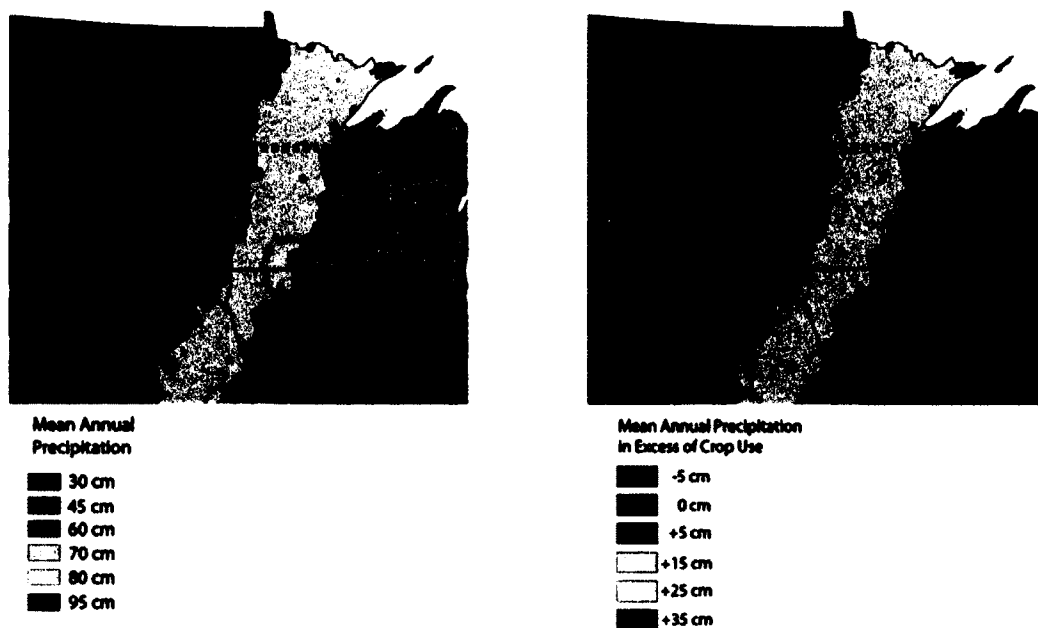 Mean Annual
Precipitation
30 cm
45 cm
60 cm
70 cm
80 cm
95 cm
Mean Annual Precipitation
in Excess of Crop Use
-5 cm
0 cm
+5 cm
+15 cm
+25 cm
+35 cm